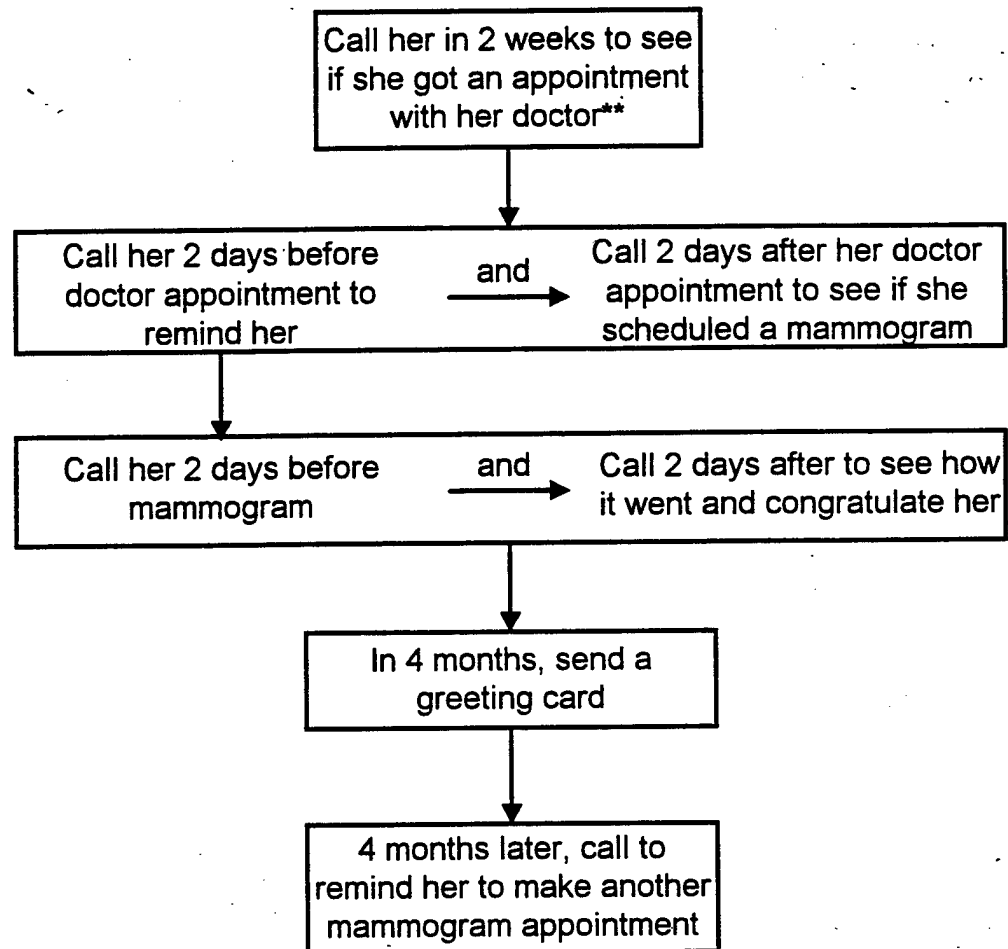 Call her in 2 weeks to see
if she got an appointment
with her doctor**
Call her 2 days before
doctor appointment to
remind her
and
Call 2 days after her doctor
appointment to see if she
scheduled a mammogram
Call her 2 days before
mammogram
and
Call 2 days after to see how
it went and congratulate her
In 4 months, send a
greeting card
4 months later, call to
remind her to make another
mammogram appointment